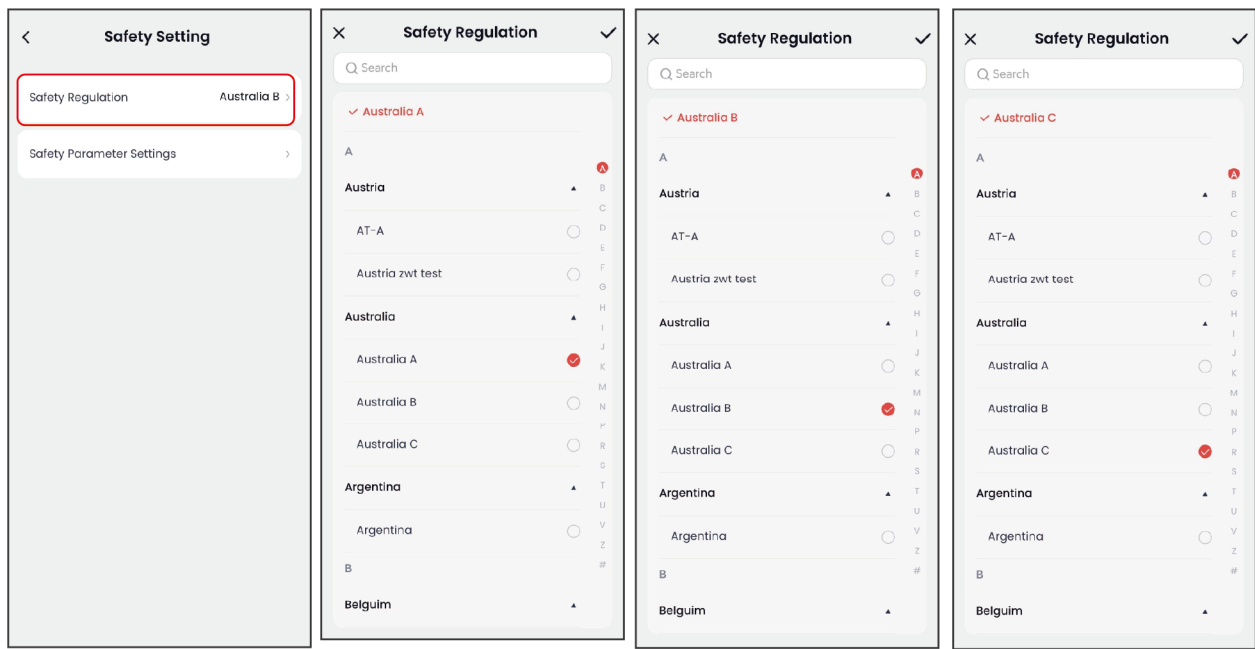 Safety Setting
Safety Regulation Australia B
Safety Parameter Settings
Safety Regulation
Search
Australia A
A
Austria
AT-A
Austria zwt test
Australia
Australia A
Australia B
Australia C
Argentina
Argentina
B
Belguim
A
B
C
D
E
F
G
H
I
J
K
M
N
P
R
S
T
U
V
Z
#
Safety Regulation
Search
Australia B
A
Austria
AT-A
Austria zwt test
Australia
Australia A
Australia B
Australia C
Argentina
Argentina
B
Belguim
A
B
C
D
E
F
G
H
I
J
K
M
N
P
R
S
T
U
V
Z
#
Safety Regulation
Search
Australia C
A
Austria
AT-A
Austria zwt test
Australia
Australia A
Australia B
Australia C
Argentina
Argentina
B
Belguim
A
B
C
D
E
F
G
H
I
J
K
M
N
P
R
S
T
U
V
Z
#